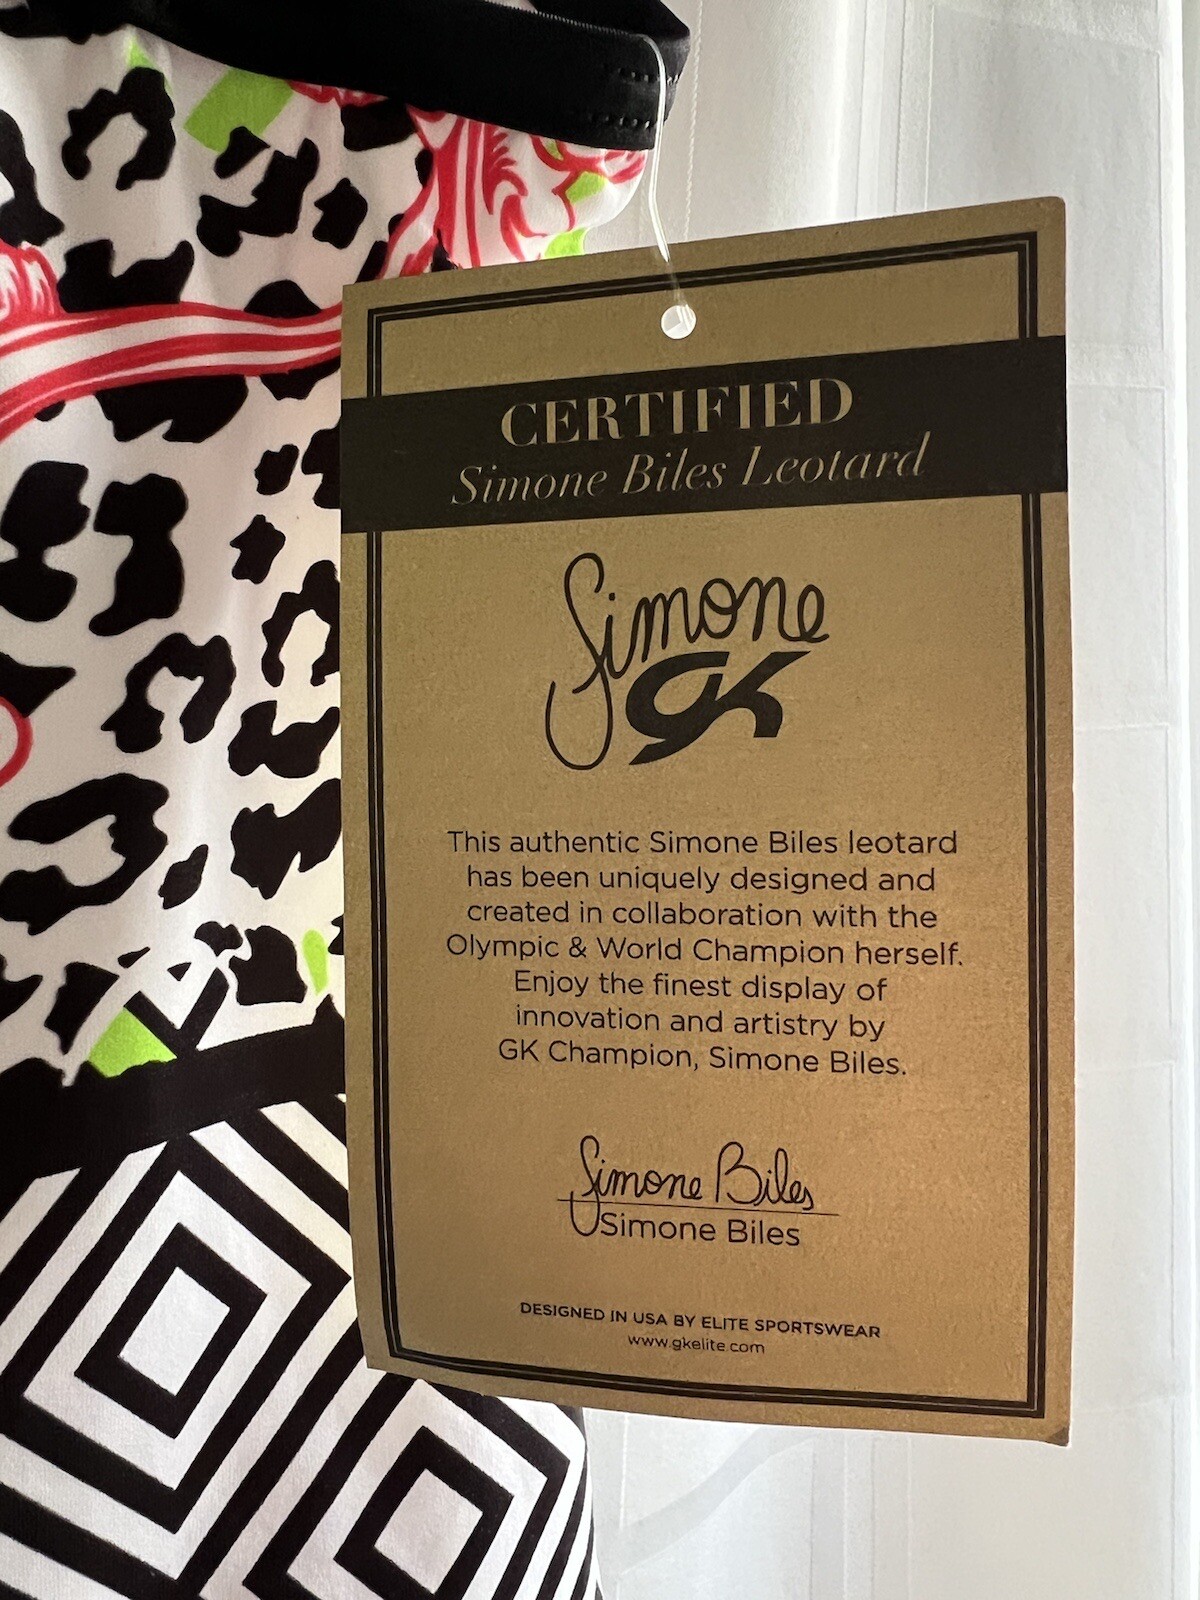 CERTIFIED
Simone Biles Leotard
Simone
GK
This authentic Simone Biles leotard
has been uniquely designed and
created in collaboration with the
Olympic & World Champion herself.
Enjoy the finest display of
innovation and artistry by
GK Champion, Simone Biles.
Simone Biles
Simone Biles
DESIGNED IN USA BY ELITE SPORTSWEAR
www.gkelite.com